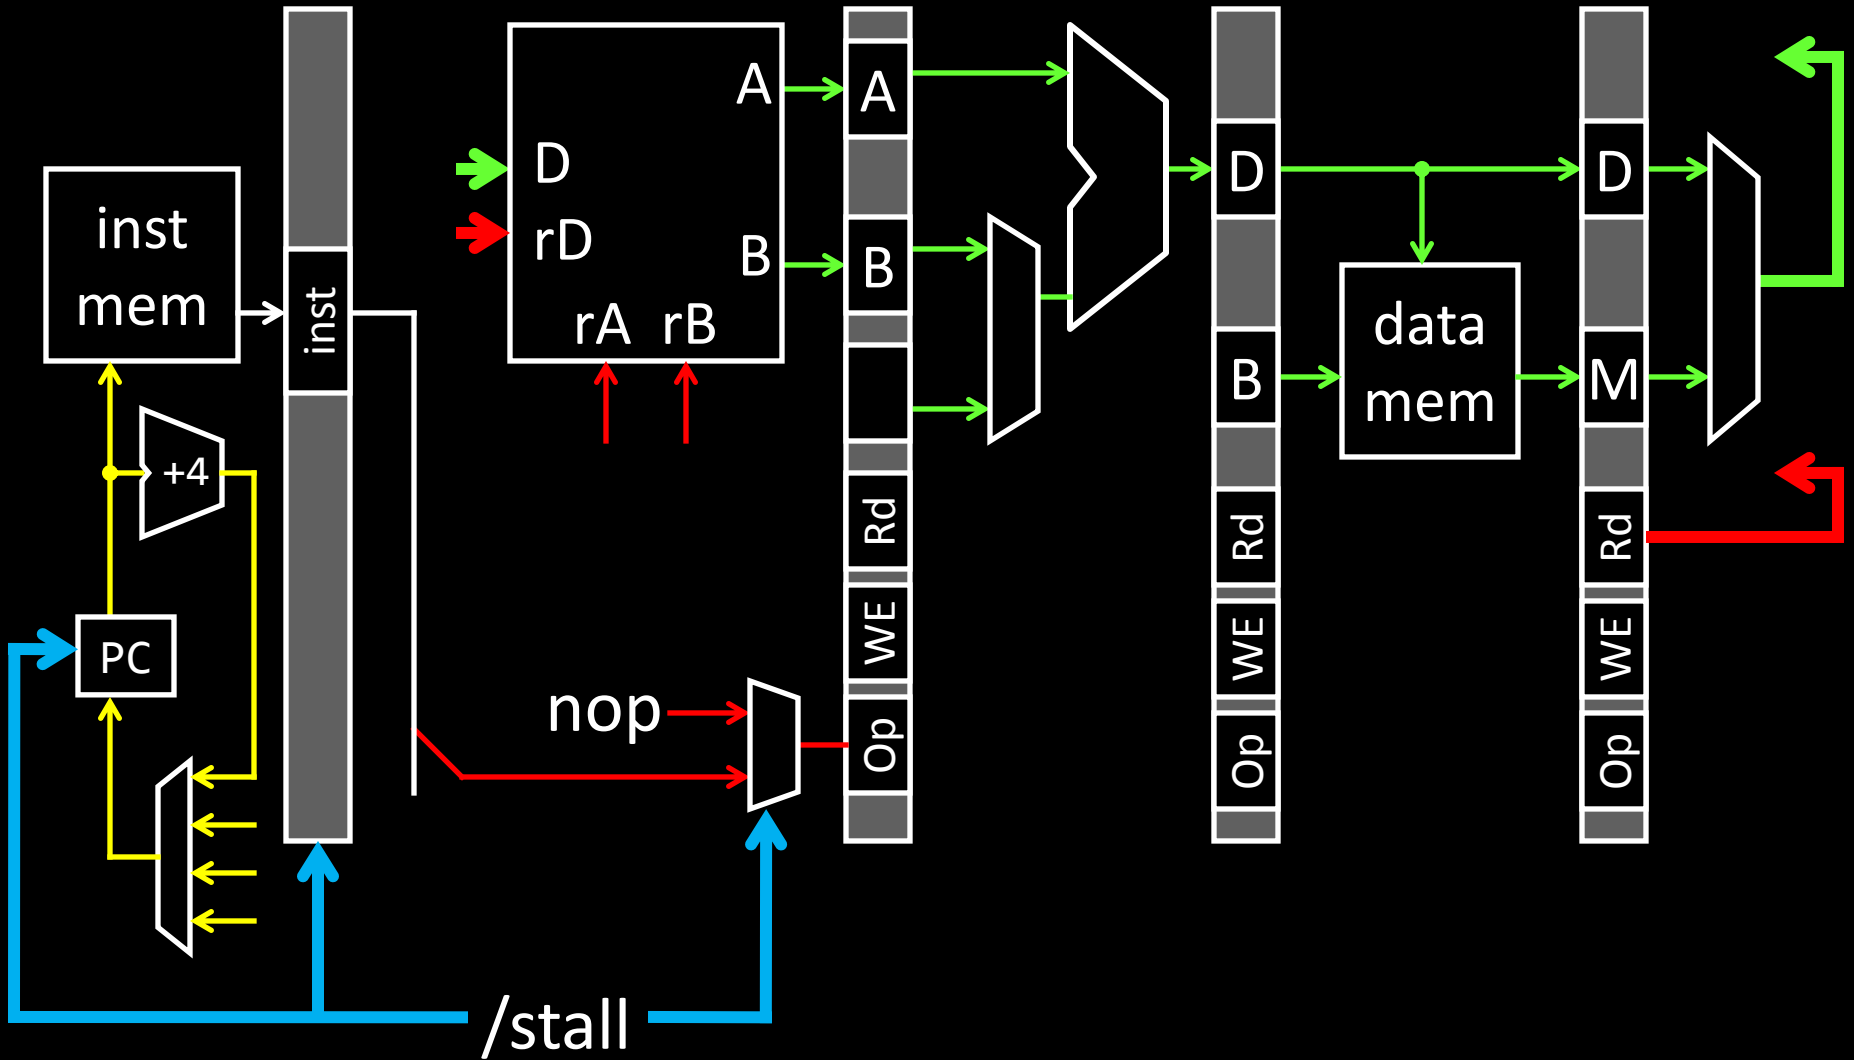 inst
mem
+4
PC
inst
D
rD
A
B
rA rB
nop
A
B
Rd
WE
Op
D
B
Rd
WE
Op
data
mem
D
M
Rd
WE
Op
/stall